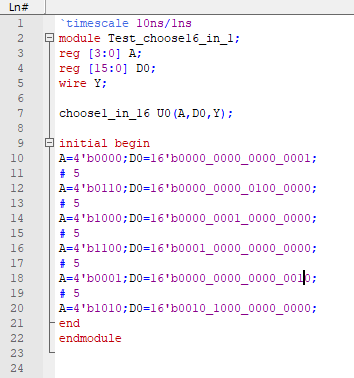 Ln#
1 `timescale 10ns/1ns
2 module Test_choose16_in_1;
3 reg [3:0] A;
4 reg [15:0] D0;
5 wire Y;
6
7 choose1_in_16 U0(A,D0,Y);
8
9 initial begin
10 A=4'b0000;D0=16'b0000_0000_0000_0001;
11 # 5
12 A=4'b0110;D0=16'b0000_0000_0100_0000;
13 # 5
14 A=4'b1000;D0=16'b0000_0001_0000_0000;
15 # 5
16 A=4'b1100;D0=16'b0001_0000_0000_0000;
17 # 5
18 A=4'b0001;D0=16'b0000_0000_0000_0010;
19 # 5
20 A=4'b1010;D0=16'b0010_1000_0000_0000;
21 end
22 endmodule
23
24